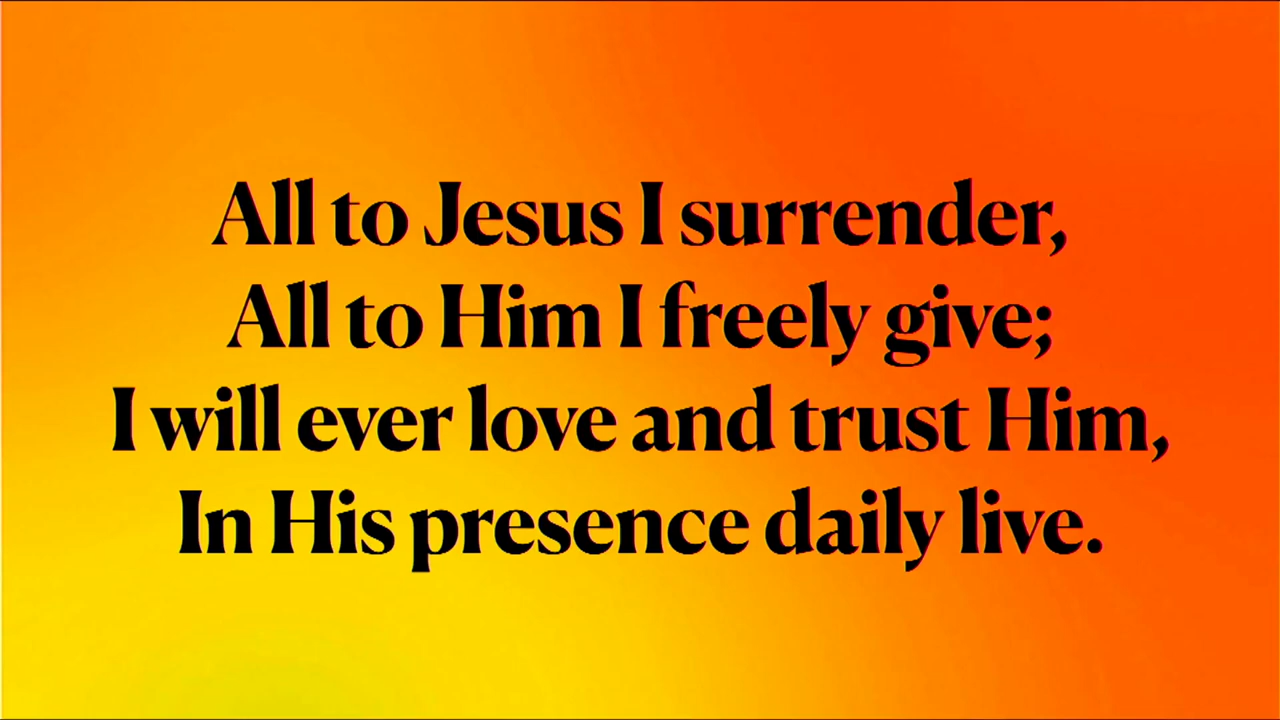 All to Jesus I surrender,
All to Him I freely give;
I will ever love and trust Him,
In His presence daily live.